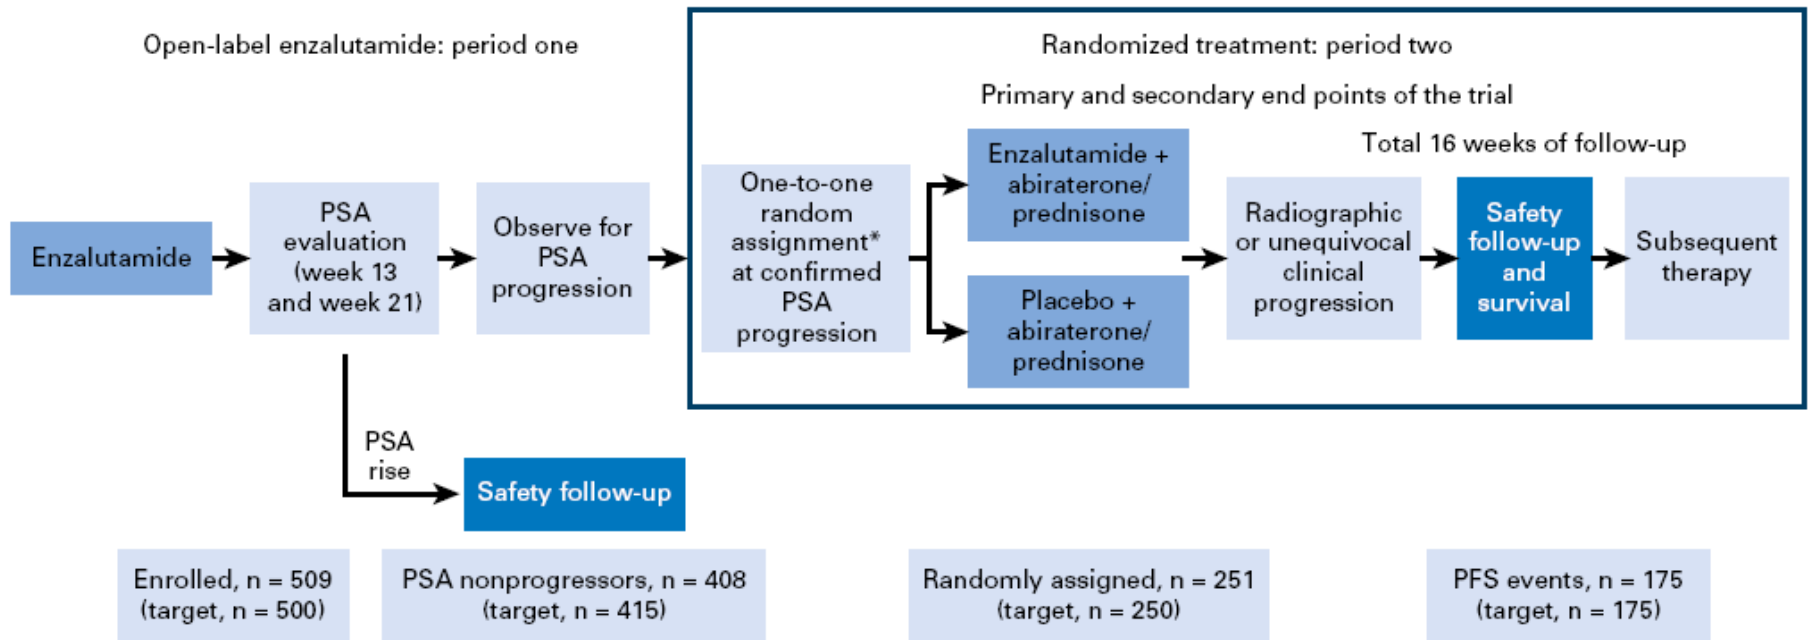 Open-label enzalutamide: period one
Randomized treatment: period two
Primary and secondary end points of the trial
Total 16 weeks of follow-up
Enzalutamide
PSA
evaluation
(week 13
and week 21)
Observe for
PSA
progression
One-to-one
random
assignment*
at confirmed
PSA
progression
Enzalutamide +
abiraterone/
prednisone
Placebo +
abiraterone/
prednisone
Radiographic
or unequivocal
clinical
progression
Safety
follow-up
and
survival
Subsequent
therapy
PSA
rise
Safety follow-up
Enrolled, n = 509
(target, n = 500)
PSA nonprogressors, n = 408
(target, n = 415)
Randomly assigned, n = 251
(target, n = 250)
PFS events, n = 175
(target, n = 175)